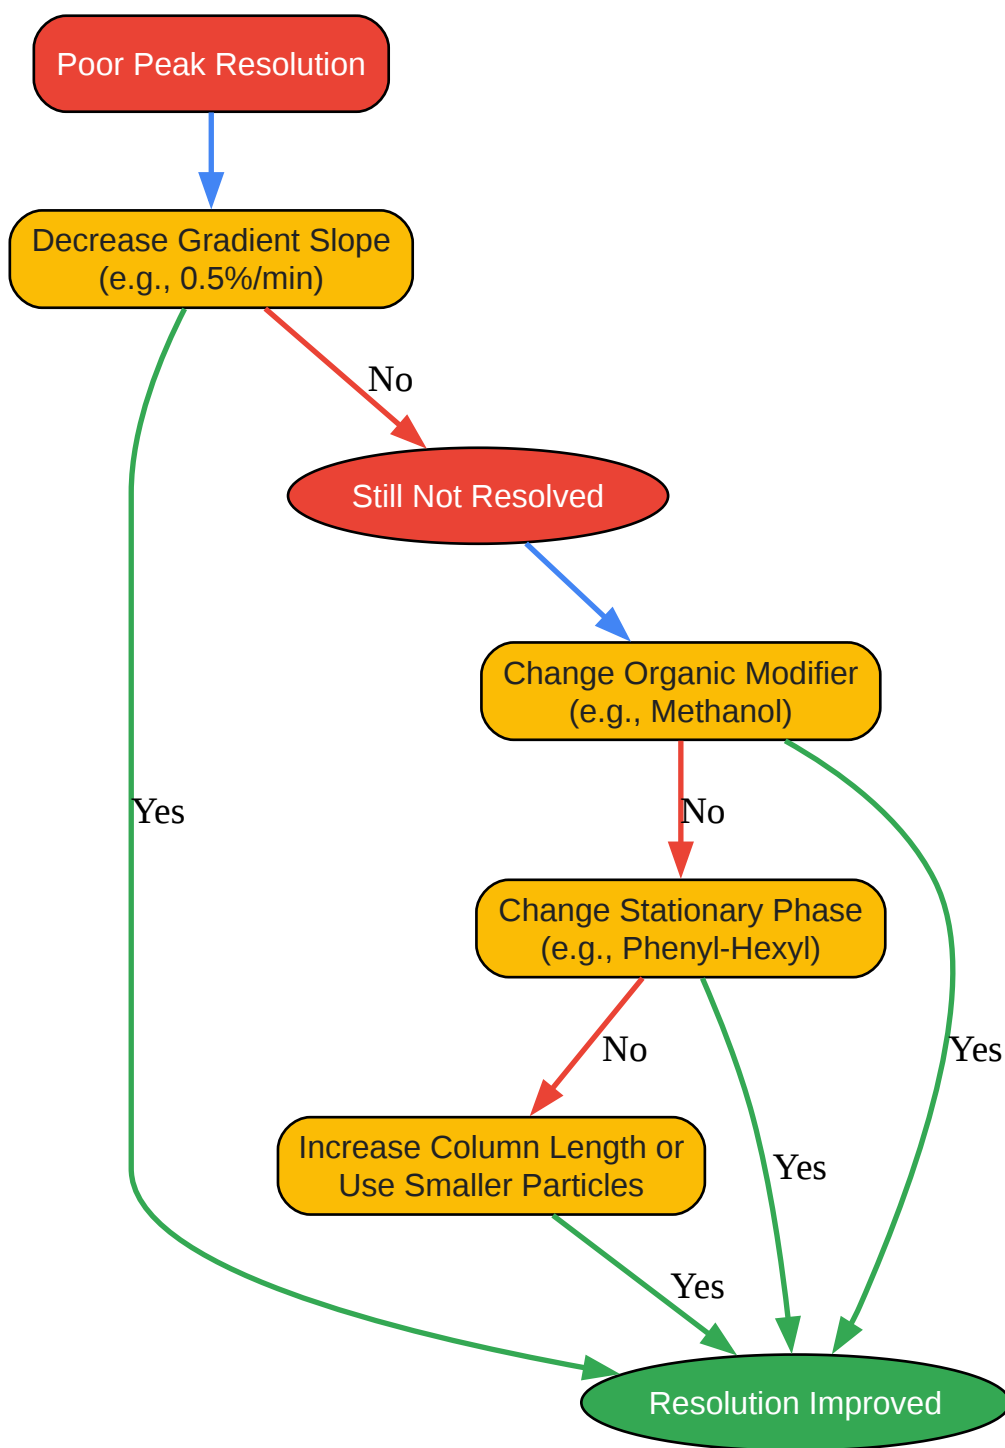 Poor Peak Resolution
Decrease Gradient Slope
(e.g., 0.5%/min)
No
Still Not Resolved
Change Organic Modifier
(e.g., Methanol)
Yes
No
Change Stationary Phase
(e.g., Phenyl-Hexyl)
No
Yes
Increase Column Length or
Use Smaller Particles
Yes
Yes
Resolution Improved